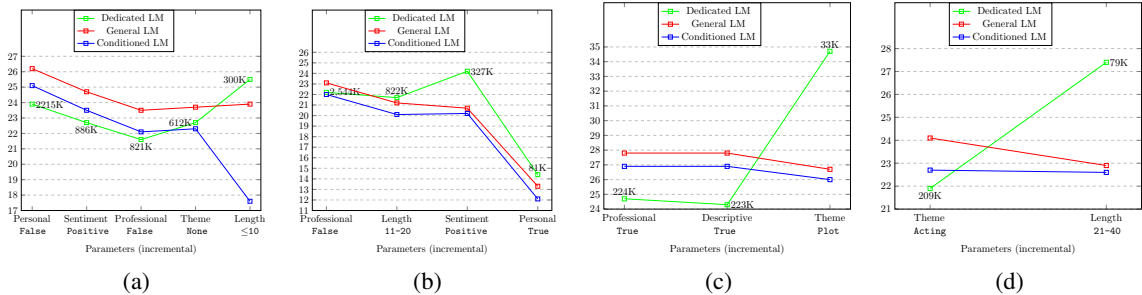 Dedicated LM
General LM
Conditioned LM
27
26
25
24
23
22
21
20
19
18
17
2215K
886K
821K
612K
300K
Personal Sentiment Professional Theme Length
False Positive False None ≤10
Parameters (incremental)
(a)
Dedicated LM
General LM
Conditioned LM
26
25
24
23
22
21
20
19
18
17
16
15
14
13
12
11
2,544K
822K
327K
81K
Professional Length Sentiment Personal
False 11-20 Positive True
Parameters (incremental)
(b)
Dedicated LM
General LM
Conditioned LM
35
34
33
32
31
30
29
28
27
26
25
24
224K
223K
33K
Professional Descriptive Theme
True True Plot
Parameters (incremental)
(c)
Dedicated LM
General LM
Conditioned LM
28
27
26
25
24
23
22
21
209K
79K
Theme Length
Acting 21-40
Parameters (incremental)
(d)